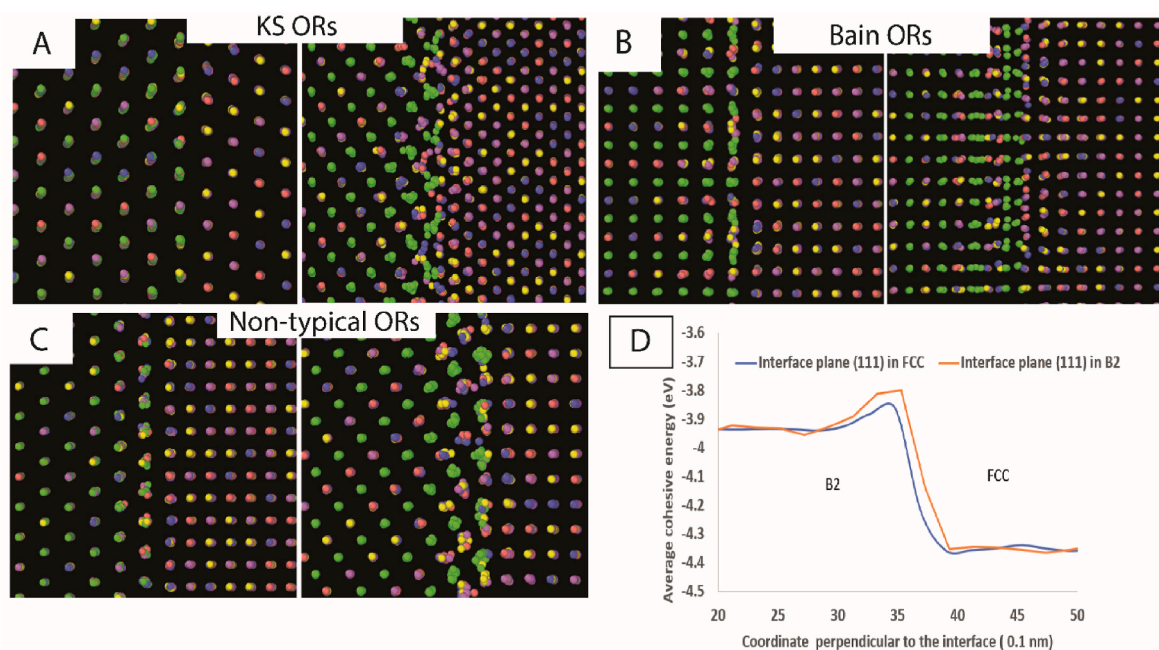 A
KS ORs
B
Bain ORs
C
Non-typical ORs
D
Average cohesive energy (eV)
-3.6
-3.7
-3.8
-3.9
-4
-4.1
-4.2
-4.3
-4.4
-4.5
Interface plane (111) in FCC
Interface plane (111) in B2
B2
FCC
20 25 30 35 40 45 50
Coordinate perpendicular to the interface ( 0.1 nm)